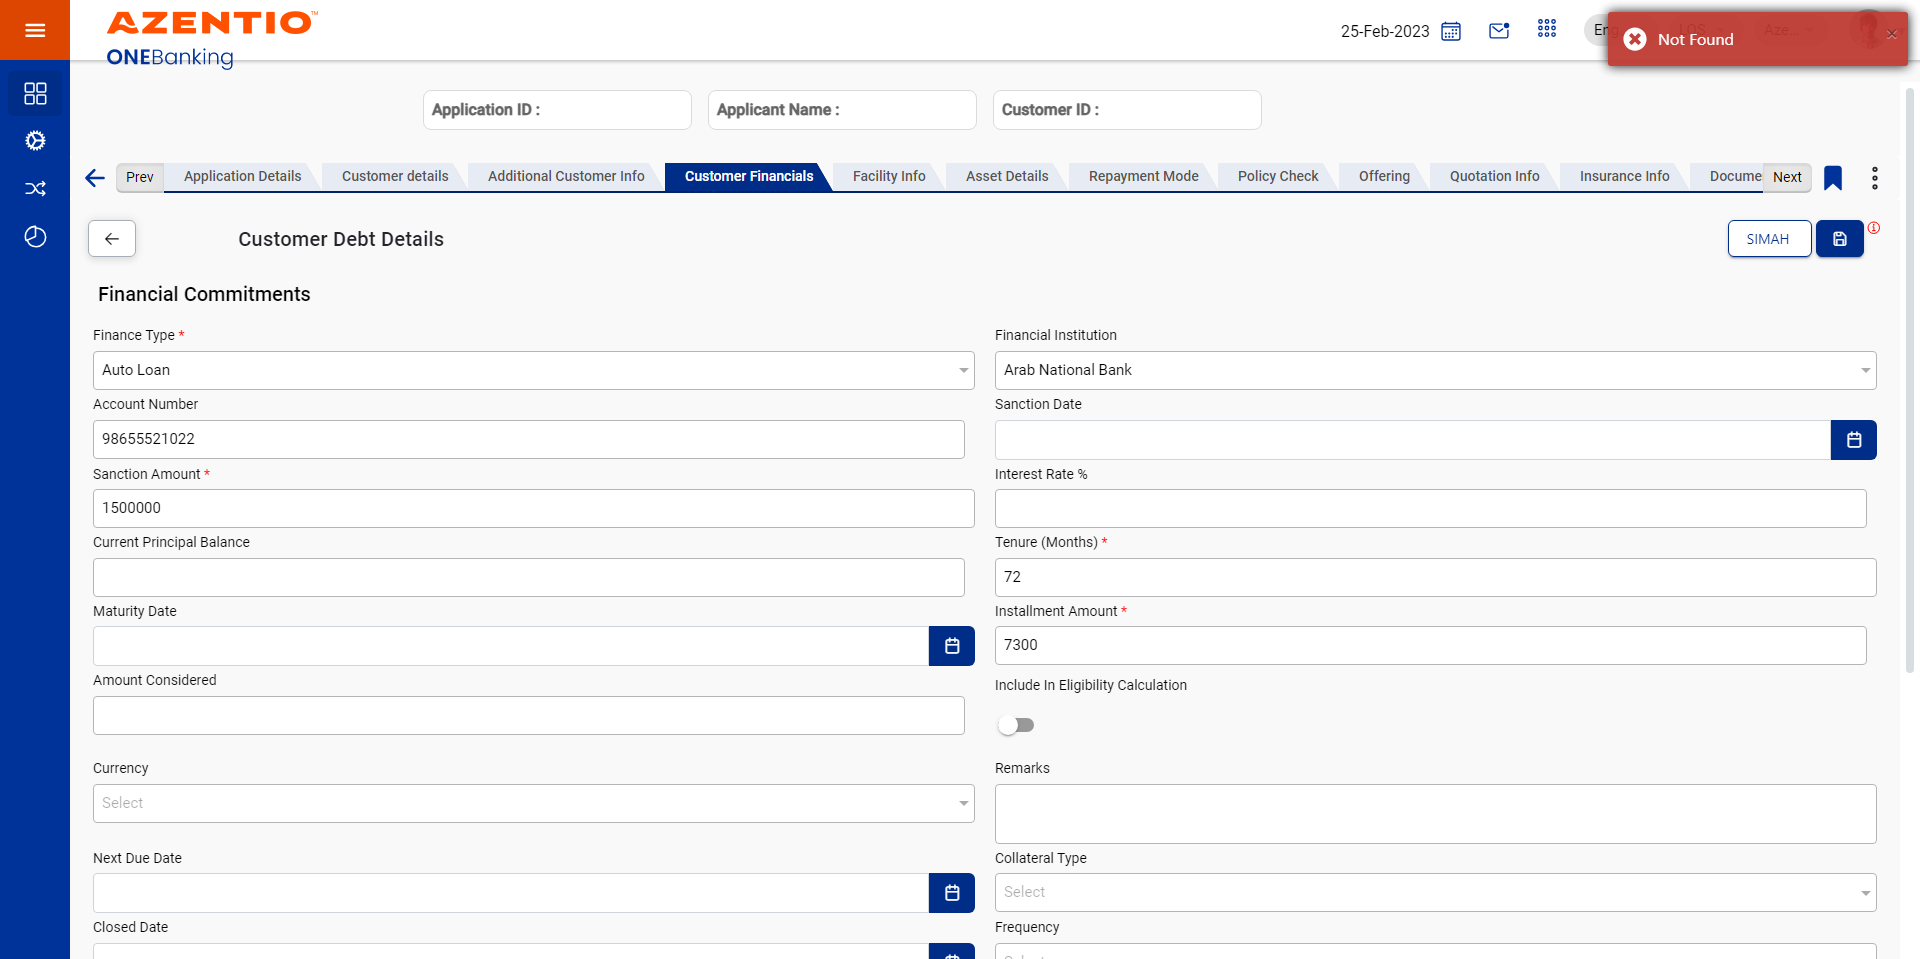 AZENTIO™
ONEBanking
25-Feb-2023
Eng
LOS
Aze...
Not Found
Application ID :
Applicant Name :
Customer ID :
Prev
Application Details
Customer details
Additional Customer Info
Customer Financials
Facility Info
Asset Details
Repayment Mode
Policy Check
Offering
Quotation Info
Insurance Info
Docume
Next
Customer Debt Details
SIMAH
Financial Commitments
Finance Type *
Financial Institution
Auto Loan
Arab National Bank
Account Number
Sanction Date
98655521022
Sanction Amount *
Interest Rate %
1500000
Current Principal Balance
Tenure (Months) *
72
Maturity Date
Installment Amount *
7300
Amount Considered
Include In Eligibility Calculation
Currency
Remarks
Select
Next Due Date
Collateral Type
Select
Closed Date
Frequency
Select